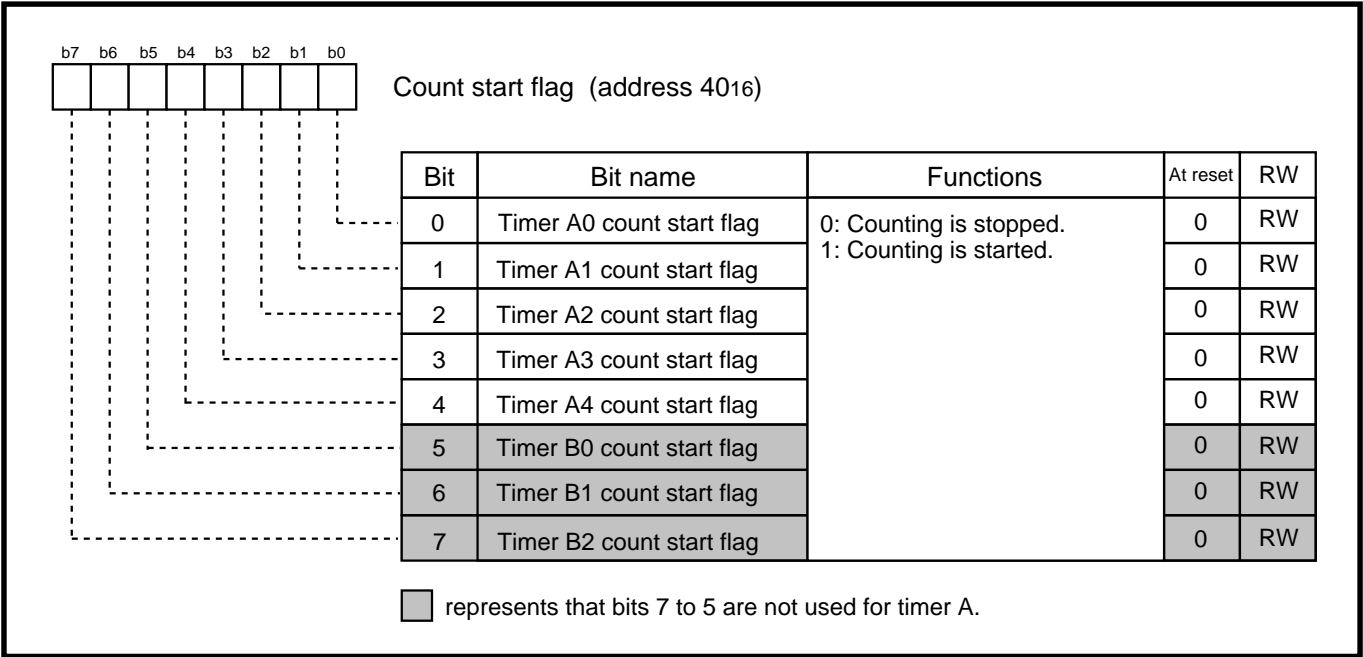 b7 b6 b5 b4 b3 b2 b1 b0
Count start flag (address 4016)
Bit Bit name Functions At reset RW
0 Timer A0 count start flag 0: Counting is stopped. 0 RW
1: Counting is started.
1 Timer A1 count start flag 0 RW
2 Timer A2 count start flag 0 RW
3 Timer A3 count start flag 0 RW
4 Timer A4 count start flag 0 RW
5 Timer B0 count start flag 0 RW
6 Timer B1 count start flag 0 RW
7 Timer B2 count start flag 0 RW
represents that bits 7 to 5 are not used for timer A.